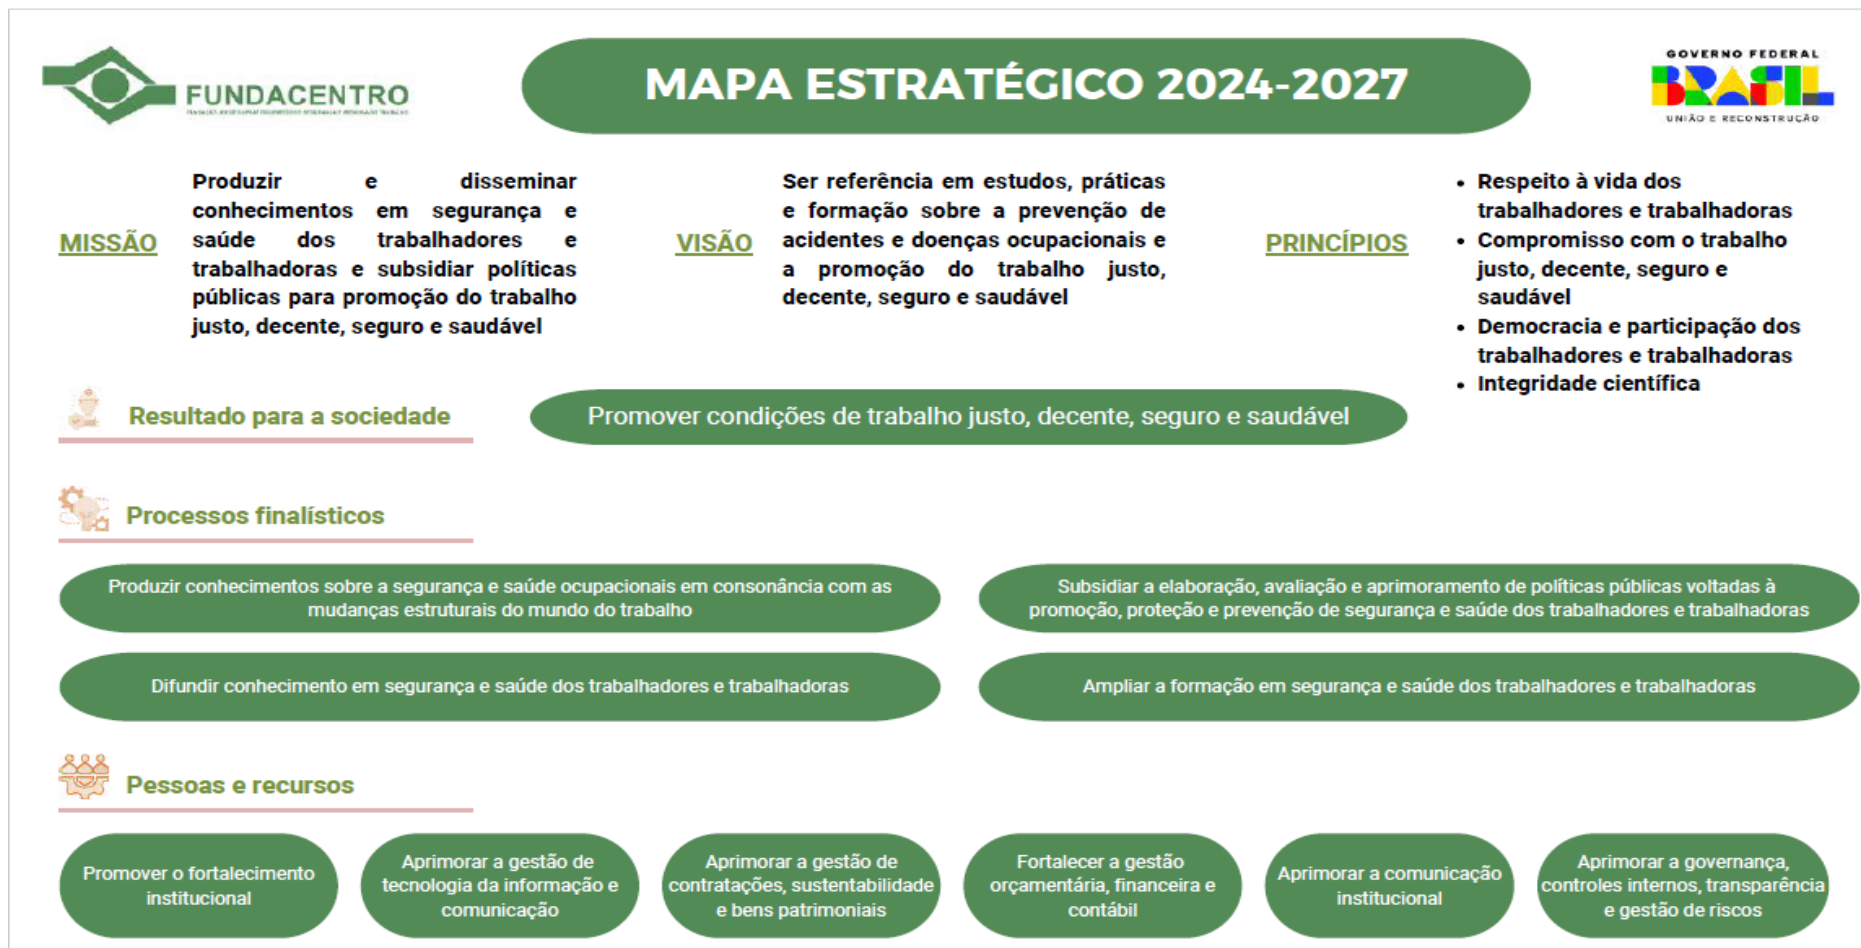 FUNDACENTRO
MAPA ESTRATÉGICO 2024-2027
GOVERNO FEDERAL
BRASIL
UNIÃO E RECONSTRUÇÃO
MISSÃO
Produzir e disseminar
conhecimentos em segurança e
saúde dos trabalhadores e
trabalhadoras e subsidiar políticas
públicas para promoção do trabalho
justo, decente, seguro e saudável
VISÃO
Ser referência em estudos, práticas
e formação sobre a prevenção de
acidentes e doenças ocupacionais e
a promoção do trabalho justo,
decente, seguro e saudável
PRINCÍPIOS
• Respeito à vida dos
trabalhadores e trabalhadoras
• Compromisso com o trabalho
justo, decente, seguro e
saudável
• Democracia e participação dos
trabalhadores e trabalhadoras
• Integridade científica
Resultado para a sociedade
Promover condições de trabalho justo, decente, seguro e saudável
Processos finalísticos
Produzir conhecimentos sobre a segurança e saúde ocupacionais em consonância com as
mudanças estruturais do mundo do trabalho
Subsidiar a elaboração, avaliação e aprimoramento de políticas públicas voltadas à
promoção, proteção e prevenção de segurança e saúde dos trabalhadores e trabalhadoras
Difundir conhecimento em segurança e saúde dos trabalhadores e trabalhadoras
Ampliar a formação em segurança e saúde dos trabalhadores e trabalhadoras
Pessoas e recursos
Promover o fortalecimento
institucional
Aprimorar a gestão de
tecnologia da informação e
comunicação
Aprimorar a gestão de
contratações, sustentabilidade
e bens patrimoniais
Fortalecer a gestão
orçamentária, financeira e
contábil
Aprimorar a comunicação
institucional
Aprimorar a governança,
controles internos, transparência
e gestão de riscos